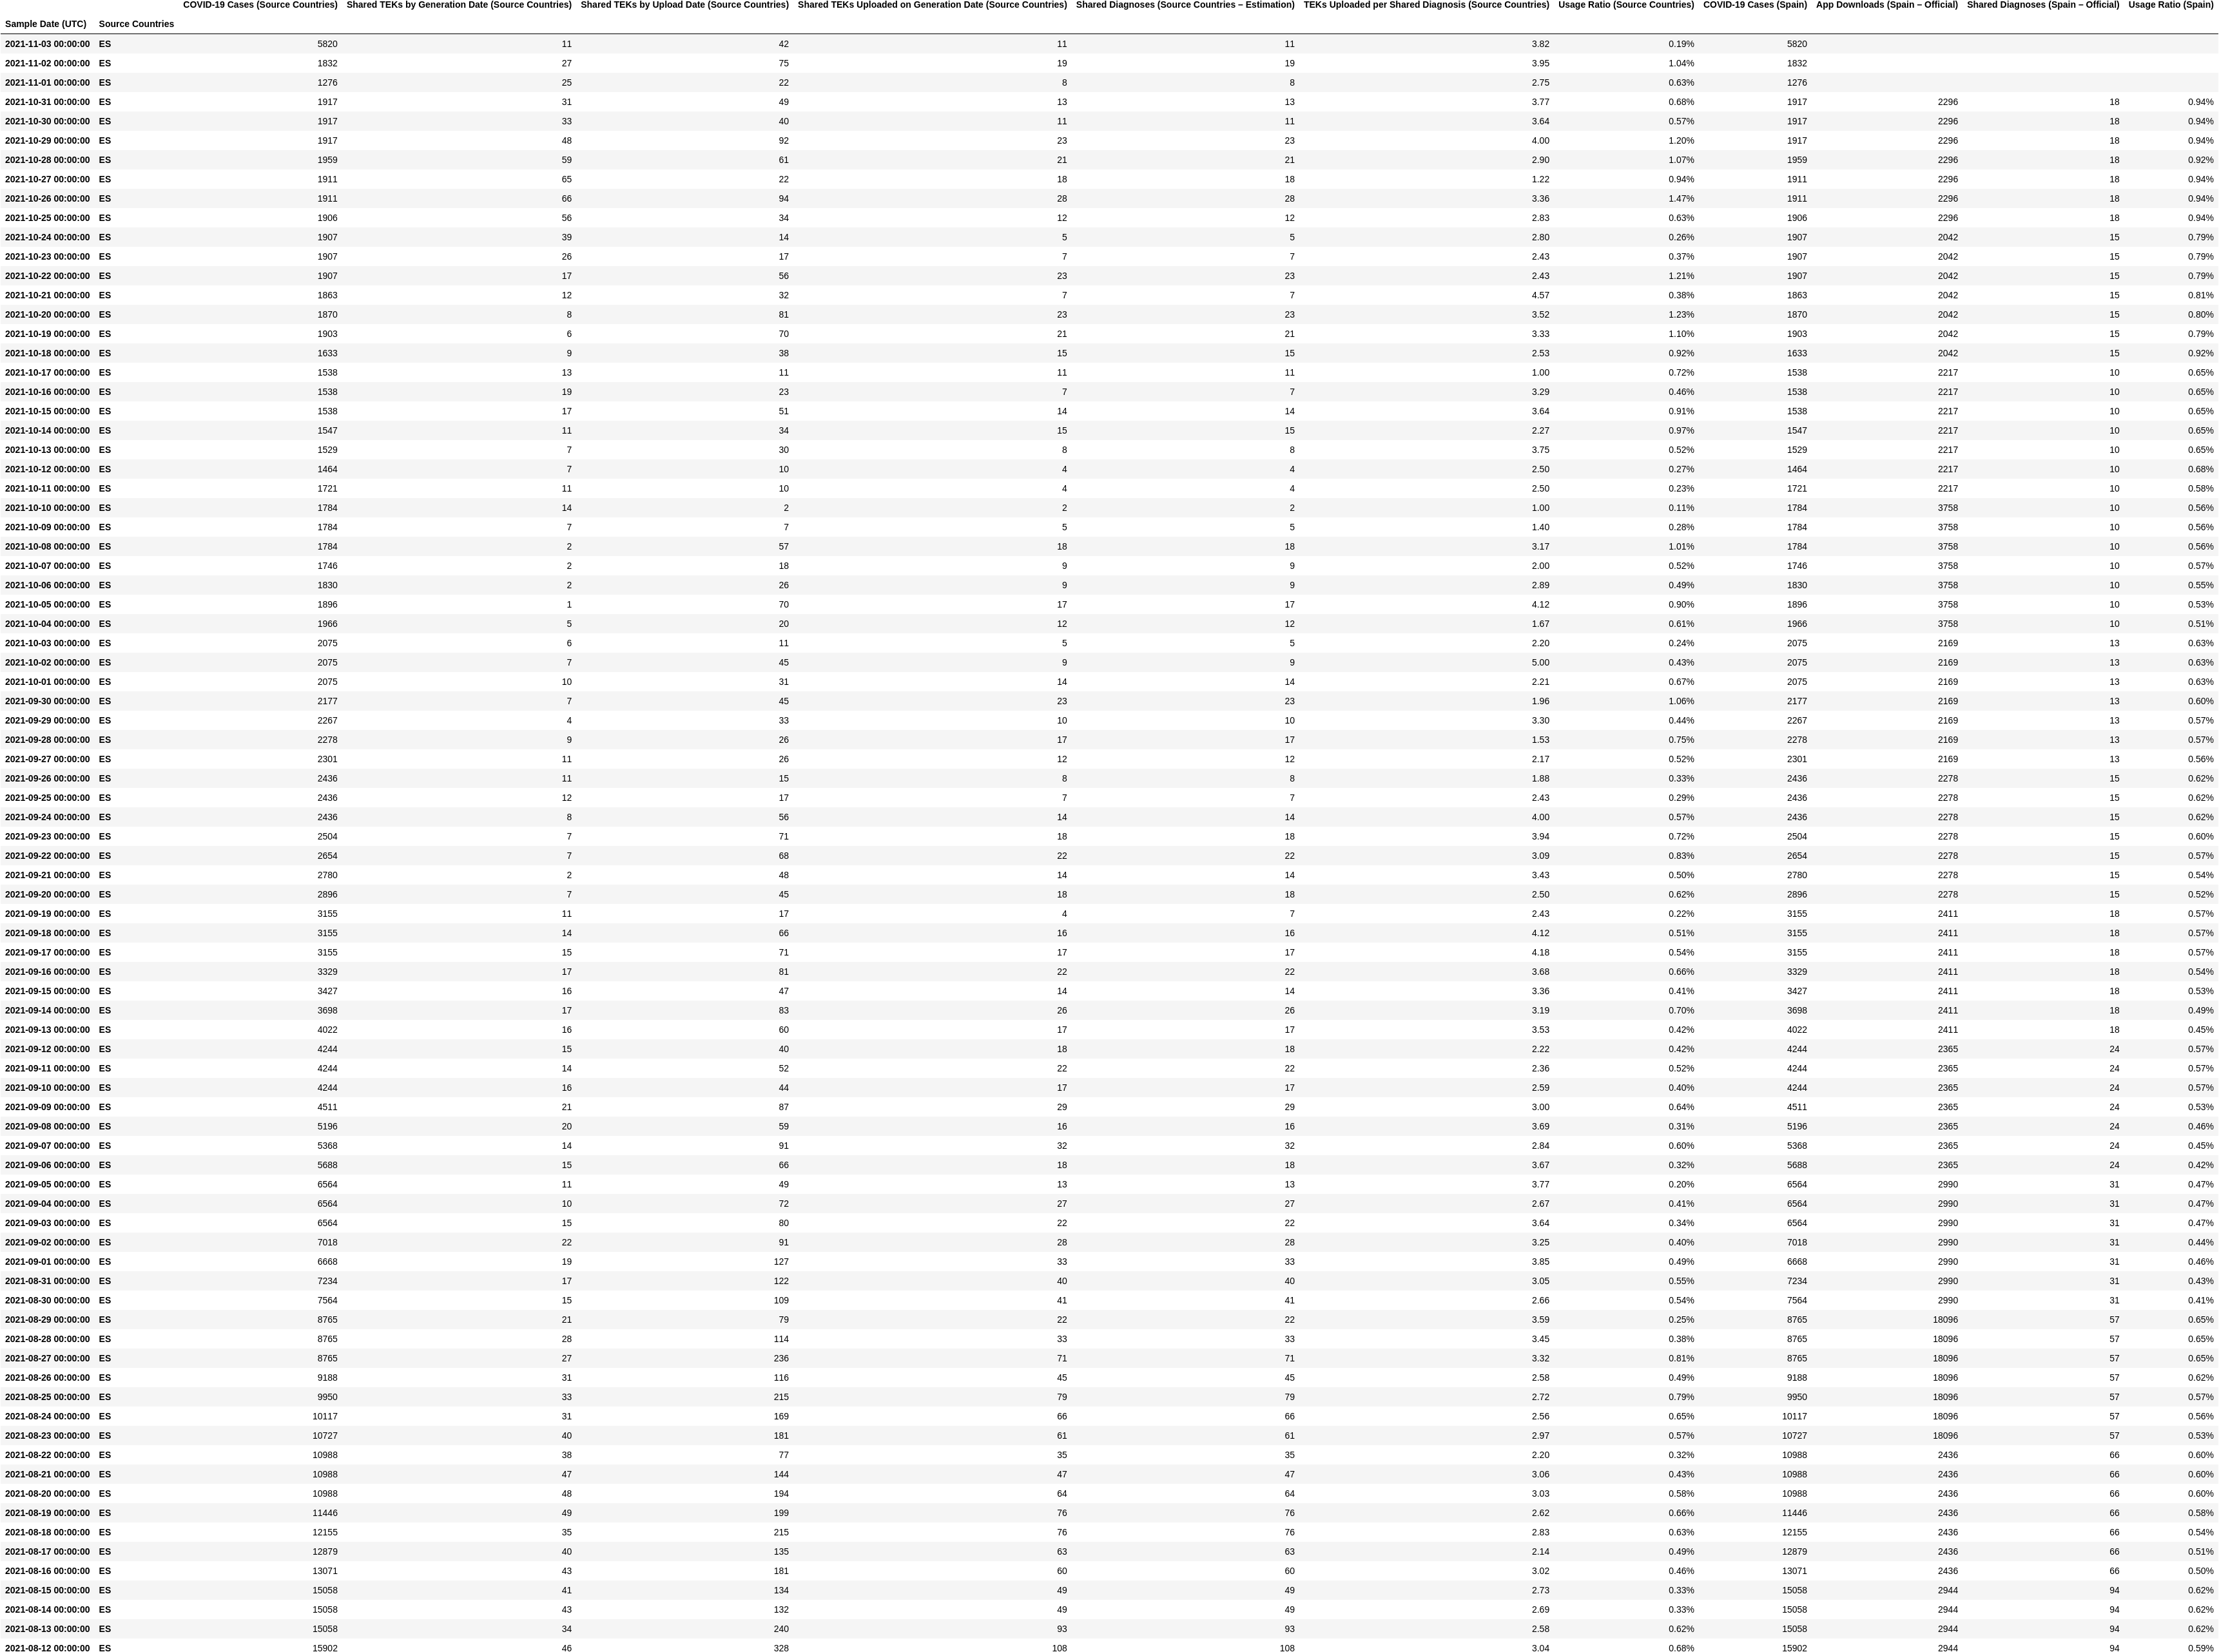 COVID-19 Cases (Source Countries) Shared TEKs by Generation Date (Source Countries) Shared TEKs by Upload Date (Source Countries) Shared TEKs Uploaded on Generation Date (Source Countries) Shared Diagnoses (Source Countries – Estimation) TEKs Uploaded per Shared Diagnosis (Source Countries) Usage Ratio (Source Countries) COVID-19 Cases (Spain) App Downloads (Spain – Official) Shared Diagnoses (Spain – Official) Usage Ratio (Spain)
Sample Date (UTC) Source Countries
2021-11-03 00:00:00 ES 5820 11 42 11 11 3.82 0.19% 5820
2021-11-02 00:00:00 ES 1832 27 75 19 19 3.95 1.04% 1832
2021-11-01 00:00:00 ES 1276 25 22 8 8 2.75 0.63% 1276
2021-10-31 00:00:00 ES 1917 31 49 13 13 3.77 0.68% 1917 2296 18 0.94%
2021-10-30 00:00:00 ES 1917 33 40 11 11 3.64 0.57% 1917 2296 18 0.94%
2021-10-29 00:00:00 ES 1917 48 92 23 23 4.00 1.20% 1917 2296 18 0.94%
2021-10-28 00:00:00 ES 1959 59 61 21 21 2.90 1.07% 1959 2296 18 0.92%
2021-10-27 00:00:00 ES 1911 65 22 18 18 1.22 0.94% 1911 2296 18 0.94%
2021-10-26 00:00:00 ES 1911 66 94 28 28 3.36 1.47% 1911 2296 18 0.94%
2021-10-25 00:00:00 ES 1906 56 34 12 12 2.83 0.63% 1906 2296 18 0.94%
2021-10-24 00:00:00 ES 1907 39 14 5 5 2.80 0.26% 1907 2042 15 0.79%
2021-10-23 00:00:00 ES 1907 26 17 7 7 2.43 0.37% 1907 2042 15 0.79%
2021-10-22 00:00:00 ES 1907 17 56 23 23 2.43 1.21% 1907 2042 15 0.79%
2021-10-21 00:00:00 ES 1863 12 32 7 7 4.57 0.38% 1863 2042 15 0.81%
2021-10-20 00:00:00 ES 1870 8 81 23 23 3.52 1.23% 1870 2042 15 0.80%
2021-10-19 00:00:00 ES 1903 6 70 21 21 3.33 1.10% 1903 2042 15 0.79%
2021-10-18 00:00:00 ES 1633 9 38 15 15 2.53 0.92% 1633 2042 15 0.92%
2021-10-17 00:00:00 ES 1538 13 11 11 11 1.00 0.72% 1538 2217 10 0.65%
2021-10-16 00:00:00 ES 1538 19 23 7 7 3.29 0.46% 1538 2217 10 0.65%
2021-10-15 00:00:00 ES 1538 17 51 14 14 3.64 0.91% 1538 2217 10 0.65%
2021-10-14 00:00:00 ES 1547 11 34 15 15 2.27 0.97% 1547 2217 10 0.65%
2021-10-13 00:00:00 ES 1529 7 30 8 8 3.75 0.52% 1529 2217 10 0.65%
2021-10-12 00:00:00 ES 1464 7 10 4 4 2.50 0.27% 1464 2217 10 0.68%
2021-10-11 00:00:00 ES 1721 11 10 4 4 2.50 0.23% 1721 2217 10 0.58%
2021-10-10 00:00:00 ES 1784 14 2 2 2 1.00 0.11% 1784 3758 10 0.56%
2021-10-09 00:00:00 ES 1784 7 7 5 5 1.40 0.28% 1784 3758 10 0.56%
2021-10-08 00:00:00 ES 1784 2 57 18 18 3.17 1.01% 1784 3758 10 0.56%
2021-10-07 00:00:00 ES 1746 2 18 9 9 2.00 0.52% 1746 3758 10 0.57%
2021-10-06 00:00:00 ES 1830 2 26 9 9 2.89 0.49% 1830 3758 10 0.55%
2021-10-05 00:00:00 ES 1896 1 70 17 17 4.12 0.90% 1896 3758 10 0.53%
2021-10-04 00:00:00 ES 1966 5 20 12 12 1.67 0.61% 1966 3758 10 0.51%
2021-10-03 00:00:00 ES 2075 6 11 5 5 2.20 0.24% 2075 2169 13 0.63%
2021-10-02 00:00:00 ES 2075 7 45 9 9 5.00 0.43% 2075 2169 13 0.63%
2021-10-01 00:00:00 ES 2075 10 31 14 14 2.21 0.67% 2075 2169 13 0.63%
2021-09-30 00:00:00 ES 2177 7 45 23 23 1.96 1.06% 2177 2169 13 0.60%
2021-09-29 00:00:00 ES 2267 4 33 10 10 3.30 0.44% 2267 2169 13 0.57%
2021-09-28 00:00:00 ES 2278 9 26 17 17 1.53 0.75% 2278 2169 13 0.57%
2021-09-27 00:00:00 ES 2301 11 26 12 12 2.17 0.52% 2301 2169 13 0.56%
2021-09-26 00:00:00 ES 2436 11 15 8 8 1.88 0.33% 2436 2278 15 0.62%
2021-09-25 00:00:00 ES 2436 12 17 7 7 2.43 0.29% 2436 2278 15 0.62%
2021-09-24 00:00:00 ES 2436 8 56 14 14 4.00 0.57% 2436 2278 15 0.62%
2021-09-23 00:00:00 ES 2504 7 71 18 18 3.94 0.72% 2504 2278 15 0.60%
2021-09-22 00:00:00 ES 2654 7 68 22 22 3.09 0.83% 2654 2278 15 0.57%
2021-09-21 00:00:00 ES 2780 2 48 14 14 3.43 0.50% 2780 2278 15 0.54%
2021-09-20 00:00:00 ES 2896 7 45 18 18 2.50 0.62% 2896 2278 15 0.52%
2021-09-19 00:00:00 ES 3155 11 17 4 7 2.43 0.22% 3155 2411 18 0.57%
2021-09-18 00:00:00 ES 3155 14 66 16 16 4.12 0.51% 3155 2411 18 0.57%
2021-09-17 00:00:00 ES 3155 15 71 17 17 4.18 0.54% 3155 2411 18 0.57%
2021-09-16 00:00:00 ES 3329 17 81 22 22 3.68 0.66% 3329 2411 18 0.54%
2021-09-15 00:00:00 ES 3427 16 47 14 14 3.36 0.41% 3427 2411 18 0.53%
2021-09-14 00:00:00 ES 3698 17 83 26 26 3.19 0.70% 3698 2411 18 0.49%
2021-09-13 00:00:00 ES 4022 16 60 17 17 3.53 0.42% 4022 2411 18 0.45%
2021-09-12 00:00:00 ES 4244 15 40 18 18 2.22 0.42% 4244 2365 24 0.57%
2021-09-11 00:00:00 ES 4244 14 52 22 22 2.36 0.52% 4244 2365 24 0.57%
2021-09-10 00:00:00 ES 4244 16 44 17 17 2.59 0.40% 4244 2365 24 0.57%
2021-09-09 00:00:00 ES 4511 21 87 29 29 3.00 0.64% 4511 2365 24 0.53%
2021-09-08 00:00:00 ES 5196 20 59 16 16 3.69 0.31% 5196 2365 24 0.46%
2021-09-07 00:00:00 ES 5368 14 91 32 32 2.84 0.60% 5368 2365 24 0.45%
2021-09-06 00:00:00 ES 5688 15 66 18 18 3.67 0.32% 5688 2365 24 0.42%
2021-09-05 00:00:00 ES 6564 11 49 13 13 3.77 0.20% 6564 2990 31 0.47%
2021-09-04 00:00:00 ES 6564 10 72 27 27 2.67 0.41% 6564 2990 31 0.47%
2021-09-03 00:00:00 ES 6564 15 80 22 22 3.64 0.34% 6564 2990 31 0.47%
2021-09-02 00:00:00 ES 7018 22 91 28 28 3.25 0.40% 7018 2990 31 0.44%
2021-09-01 00:00:00 ES 6668 19 127 33 33 3.85 0.49% 6668 2990 31 0.46%
2021-08-31 00:00:00 ES 7234 17 122 40 40 3.05 0.55% 7234 2990 31 0.43%
2021-08-30 00:00:00 ES 7564 15 109 41 41 2.66 0.54% 7564 2990 31 0.41%
2021-08-29 00:00:00 ES 8765 21 79 22 22 3.59 0.25% 8765 18096 57 0.65%
2021-08-28 00:00:00 ES 8765 28 114 33 33 3.45 0.38% 8765 18096 57 0.65%
2021-08-27 00:00:00 ES 8765 27 236 71 71 3.32 0.81% 8765 18096 57 0.65%
2021-08-26 00:00:00 ES 9188 31 116 45 45 2.58 0.49% 9188 18096 57 0.62%
2021-08-25 00:00:00 ES 9950 33 215 79 79 2.72 0.79% 9950 18096 57 0.57%
2021-08-24 00:00:00 ES 10117 31 169 66 66 2.56 0.65% 10117 18096 57 0.56%
2021-08-23 00:00:00 ES 10727 40 181 61 61 2.97 0.57% 10727 18096 57 0.53%
2021-08-22 00:00:00 ES 10988 38 77 35 35 2.20 0.32% 10988 2436 66 0.60%
2021-08-21 00:00:00 ES 10988 47 144 47 47 3.06 0.43% 10988 2436 66 0.60%
2021-08-20 00:00:00 ES 10988 48 194 64 64 3.03 0.58% 10988 2436 66 0.60%
2021-08-19 00:00:00 ES 11446 49 199 76 76 2.62 0.66% 11446 2436 66 0.58%
2021-08-18 00:00:00 ES 12155 35 215 76 76 2.83 0.63% 12155 2436 66 0.54%
2021-08-17 00:00:00 ES 12879 40 135 63 63 2.14 0.49% 12879 2436 66 0.51%
2021-08-16 00:00:00 ES 13071 43 181 60 60 3.02 0.46% 13071 2436 66 0.50%
2021-08-15 00:00:00 ES 15058 41 134 49 49 2.73 0.33% 15058 2944 94 0.62%
2021-08-14 00:00:00 ES 15058 43 132 49 49 2.69 0.33% 15058 2944 94 0.62%
2021-08-13 00:00:00 ES 15058 34 240 93 93 2.58 0.62% 15058 2944 94 0.62%
2021-08-12 00:00:00 ES 15902 46 328 108 108 3.04 0.68% 15902 2944 94 0.59%